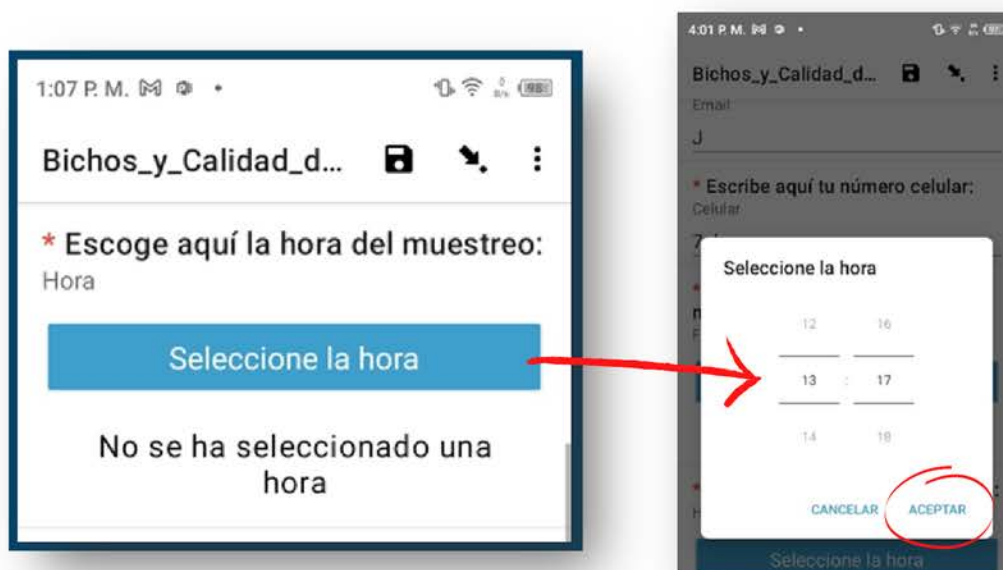 1:07 P. M.
98
Bichos_y_Calidad_d...
* Escoge aquí la hora del muestreo:
Hora
Seleccione la hora
No se ha seleccionado una
hora
4:01 P. M.
Bichos_y_Calidad_d...
Email
J
* Escribe aquí tu número celular:
Celular
Seleccione la hora
12 16
13 : 17
14 18
CANCELAR ACEPTAR
Seleccione la hora